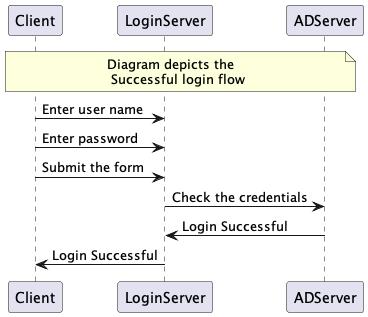 Client LoginServer ADServer
Diagram depicts the
Successful login flow
Enter user name
Enter password
Submit the form
Check the credentials
Login Successful
Login Successful
Client LoginServer ADServer